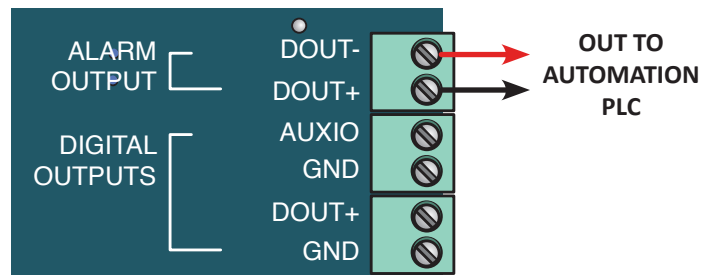 ALARM
OUTPUT
DOUT-
DOUT+
DIGITAL
OUTPUTS
AUXIO
GND
DOUT+
GND
OUT TO
AUTOMATION
PLC